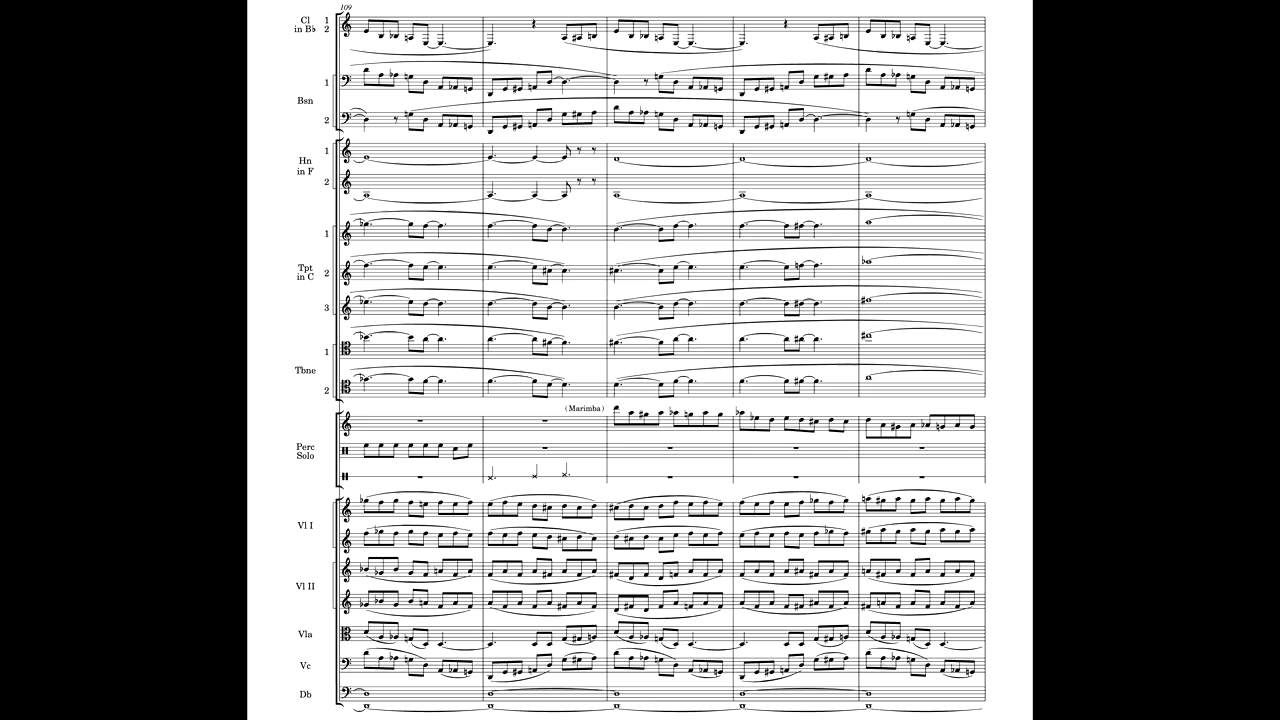 109
Cl in B♭ 1 2
Bsn 1 2
Hn in F 1 2
Tpt in C 1 2 3
Tbne 1 2
(Marimba)
Perc Solo
Vl I
Vl II
Vla
Vc
Db